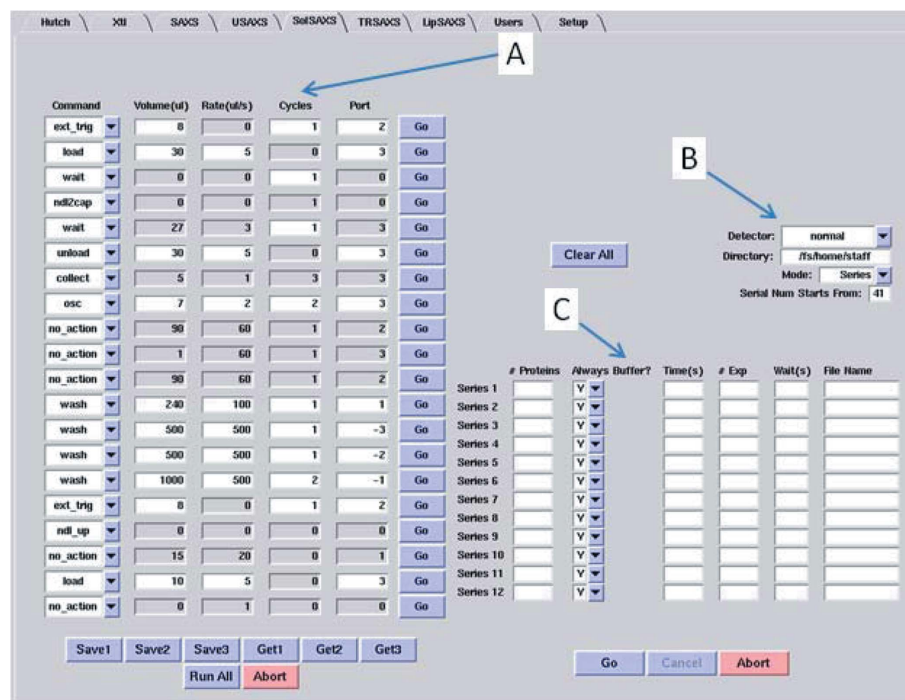 Hutch XtI SAXS USAXS SolSAXS TRSAXS LipSAXS Users Setup
A
Command Volume(ul) Rate(ul/s) Cycles Port
ext_trig 8 0 1 2 Go
load 30 5 0 3 Go
wait 0 0 1 0 Go
ndl2cap 0 0 1 0 Go
wait 27 3 1 3 Go
unload 30 5 0 3 Go
collect 5 1 3 3 Go
osc 7 2 2 3 Go
no_action 90 60 1 2 Go
no_action 1 60 1 3 Go
no_action 90 60 1 2 Go
wash 240 100 1 1 Go
wash 500 500 1 -3 Go
wash 500 500 1 -2 Go
wash 1000 500 2 -1 Go
ext_trig 8 0 1 2 Go
ndl_up 0 0 0 0 Go
no_action 15 20 0 1 Go
load 10 5 0 3 Go
no_action 0 1 0 0 Go
Save1 Save2 Save3 Get1 Get2 Get3
Run All Abort
B
Clear All
Detector: normal
Directory: /fs/home/staff
Mode: Series
Serial Num Starts From: 41
C
# Proteins Always Buffer? Time(s) # Exp Wait(s) File Name
Series 1 Y
Series 2 Y
Series 3 Y
Series 4 Y
Series 5 Y
Series 6 Y
Series 7 Y
Series 8 Y
Series 9 Y
Series 10 Y
Series 11 Y
Series 12 Y
Go Cancel Abort